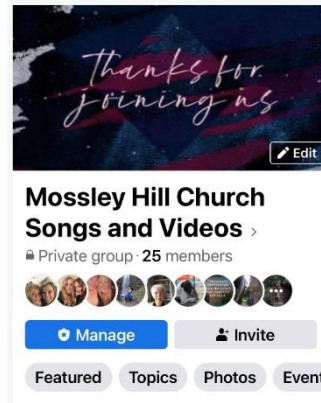 Thanks for
joining us
Edit
Mossley Hill Church
Songs and Videos >
Private group · 25 members
Manage
Invite
Featured
Topics
Photos
Event